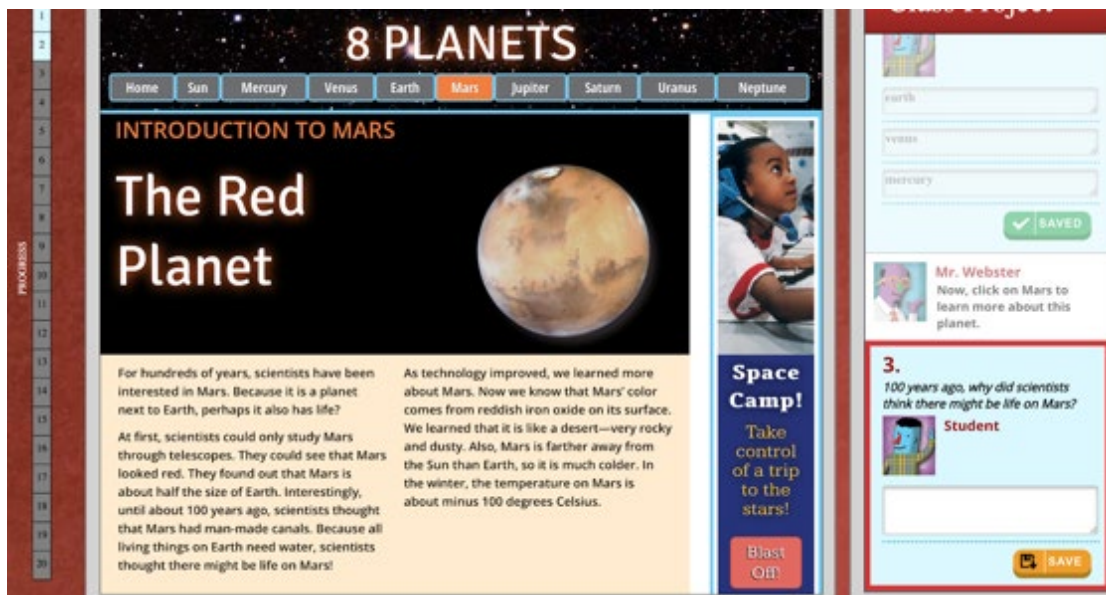 8 PLANETS
Home Sun Mercury Venus Earth Mars Jupiter Saturn Uranus Neptune
INTRODUCTION TO MARS
The Red
Planet
For hundreds of years, scientists have been
interested in Mars. Because it is a planet
next to Earth, perhaps it also has life?
At first, scientists could only study Mars
through telescopes. They could see that Mars
looked red. They found out that Mars is
about half the size of Earth. Interestingly,
until about 100 years ago, scientists thought
that Mars had man-made canals. Because all
living things on Earth need water, scientists
thought there might be life on Mars!
As technology improved, we learned more
about Mars. Now we know that Mars' color
comes from reddish iron oxide on its surface.
We learned that it is like a desert—very rocky
and dusty. Also, Mars is farther away from
the Sun than Earth, so it is much colder. In
the winter, the temperature on Mars is
about minus 100 degrees Celsius.
Space
Camp!
Take
control
of a trip
to the
stars!
Blast
Off!
PROGRESS
1
2
3
4
5
6
7
8
9
10
11
12
13
14
15
16
17
18
19
20
Class Project
earth
venus
mercury
SAVED
Mr. Webster
Now, click on Mars to
learn more about this
planet.
3.
100 years ago, why did scientists
think there might be life on Mars?
Student
SAVE